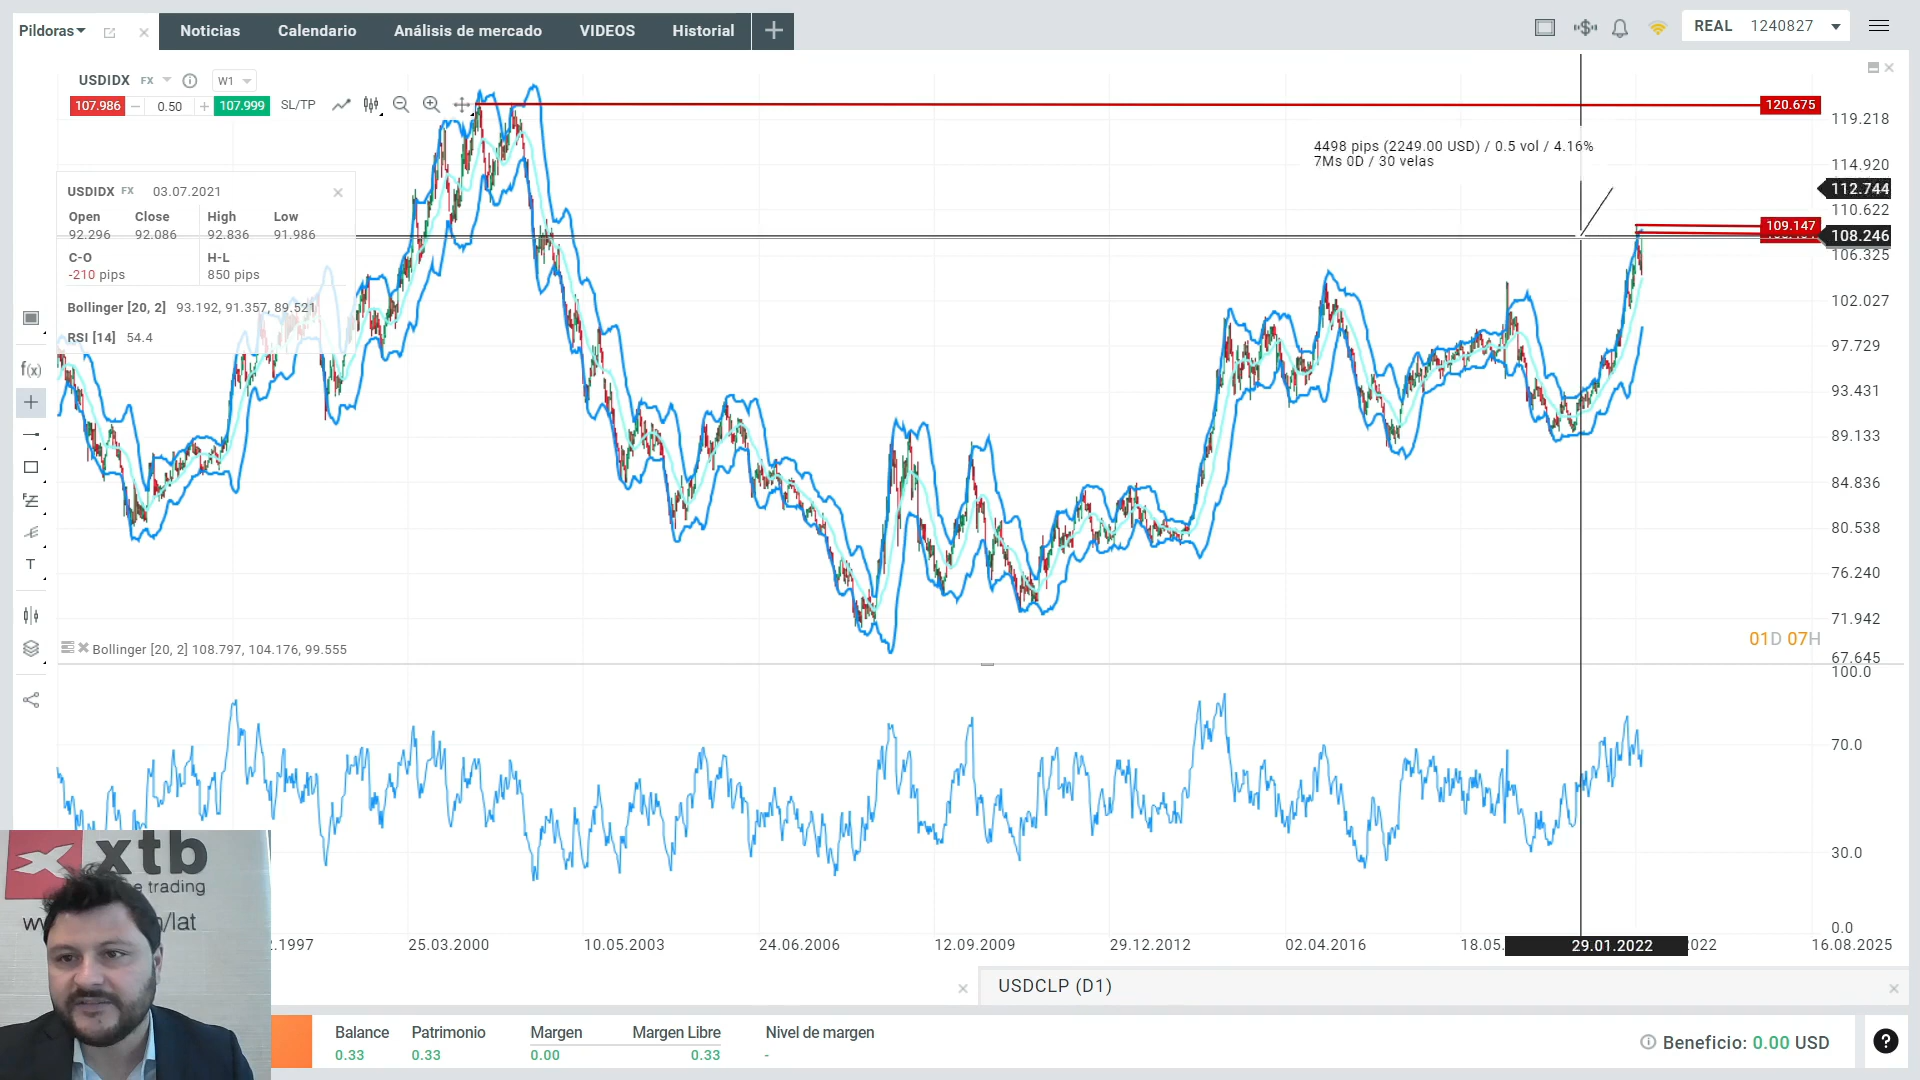 Pildoras
Noticias
Calendario
Análisis de mercado
VIDEOS
Historial
REAL 1240827
USDIDX FX
W1
107.986
0.50
107.999
SL/TP
120.675
119.218
4498 pips (2249.00 USD) / 0.5 vol / 4.16%
7Ms 0D / 30 velas
114.920
112.744
110.622
109.147
108.246
106.325
USDIDX FX 03.07.2021
Open Close High Low
92.296 92.086 92.836 91.986
C-O H-L
-210 pips 850 pips
Bollinger [20, 2] 93.192, 91.357, 89.521
RSI [14] 54.4
102.027
97.729
93.431
89.133
84.836
80.538
76.240
71.942
f(x)
T
01D 07H
Bollinger [20, 2] 108.797, 104.176, 99.555
67.645
100.0
70.0
30.0
0.0
xtb
e trading
/lat
.1997
25.03.2000
10.05.2003
24.06.2006
12.09.2009
29.12.2012
02.04.2016
18.05.
29.01.2022
2022
16.08.2025
USDCLP (D1)
Balance Patrimonio Margen Margen Libre Nivel de margen
0.33 0.33 0.00 0.33 -
Beneficio: 0.00 USD
?